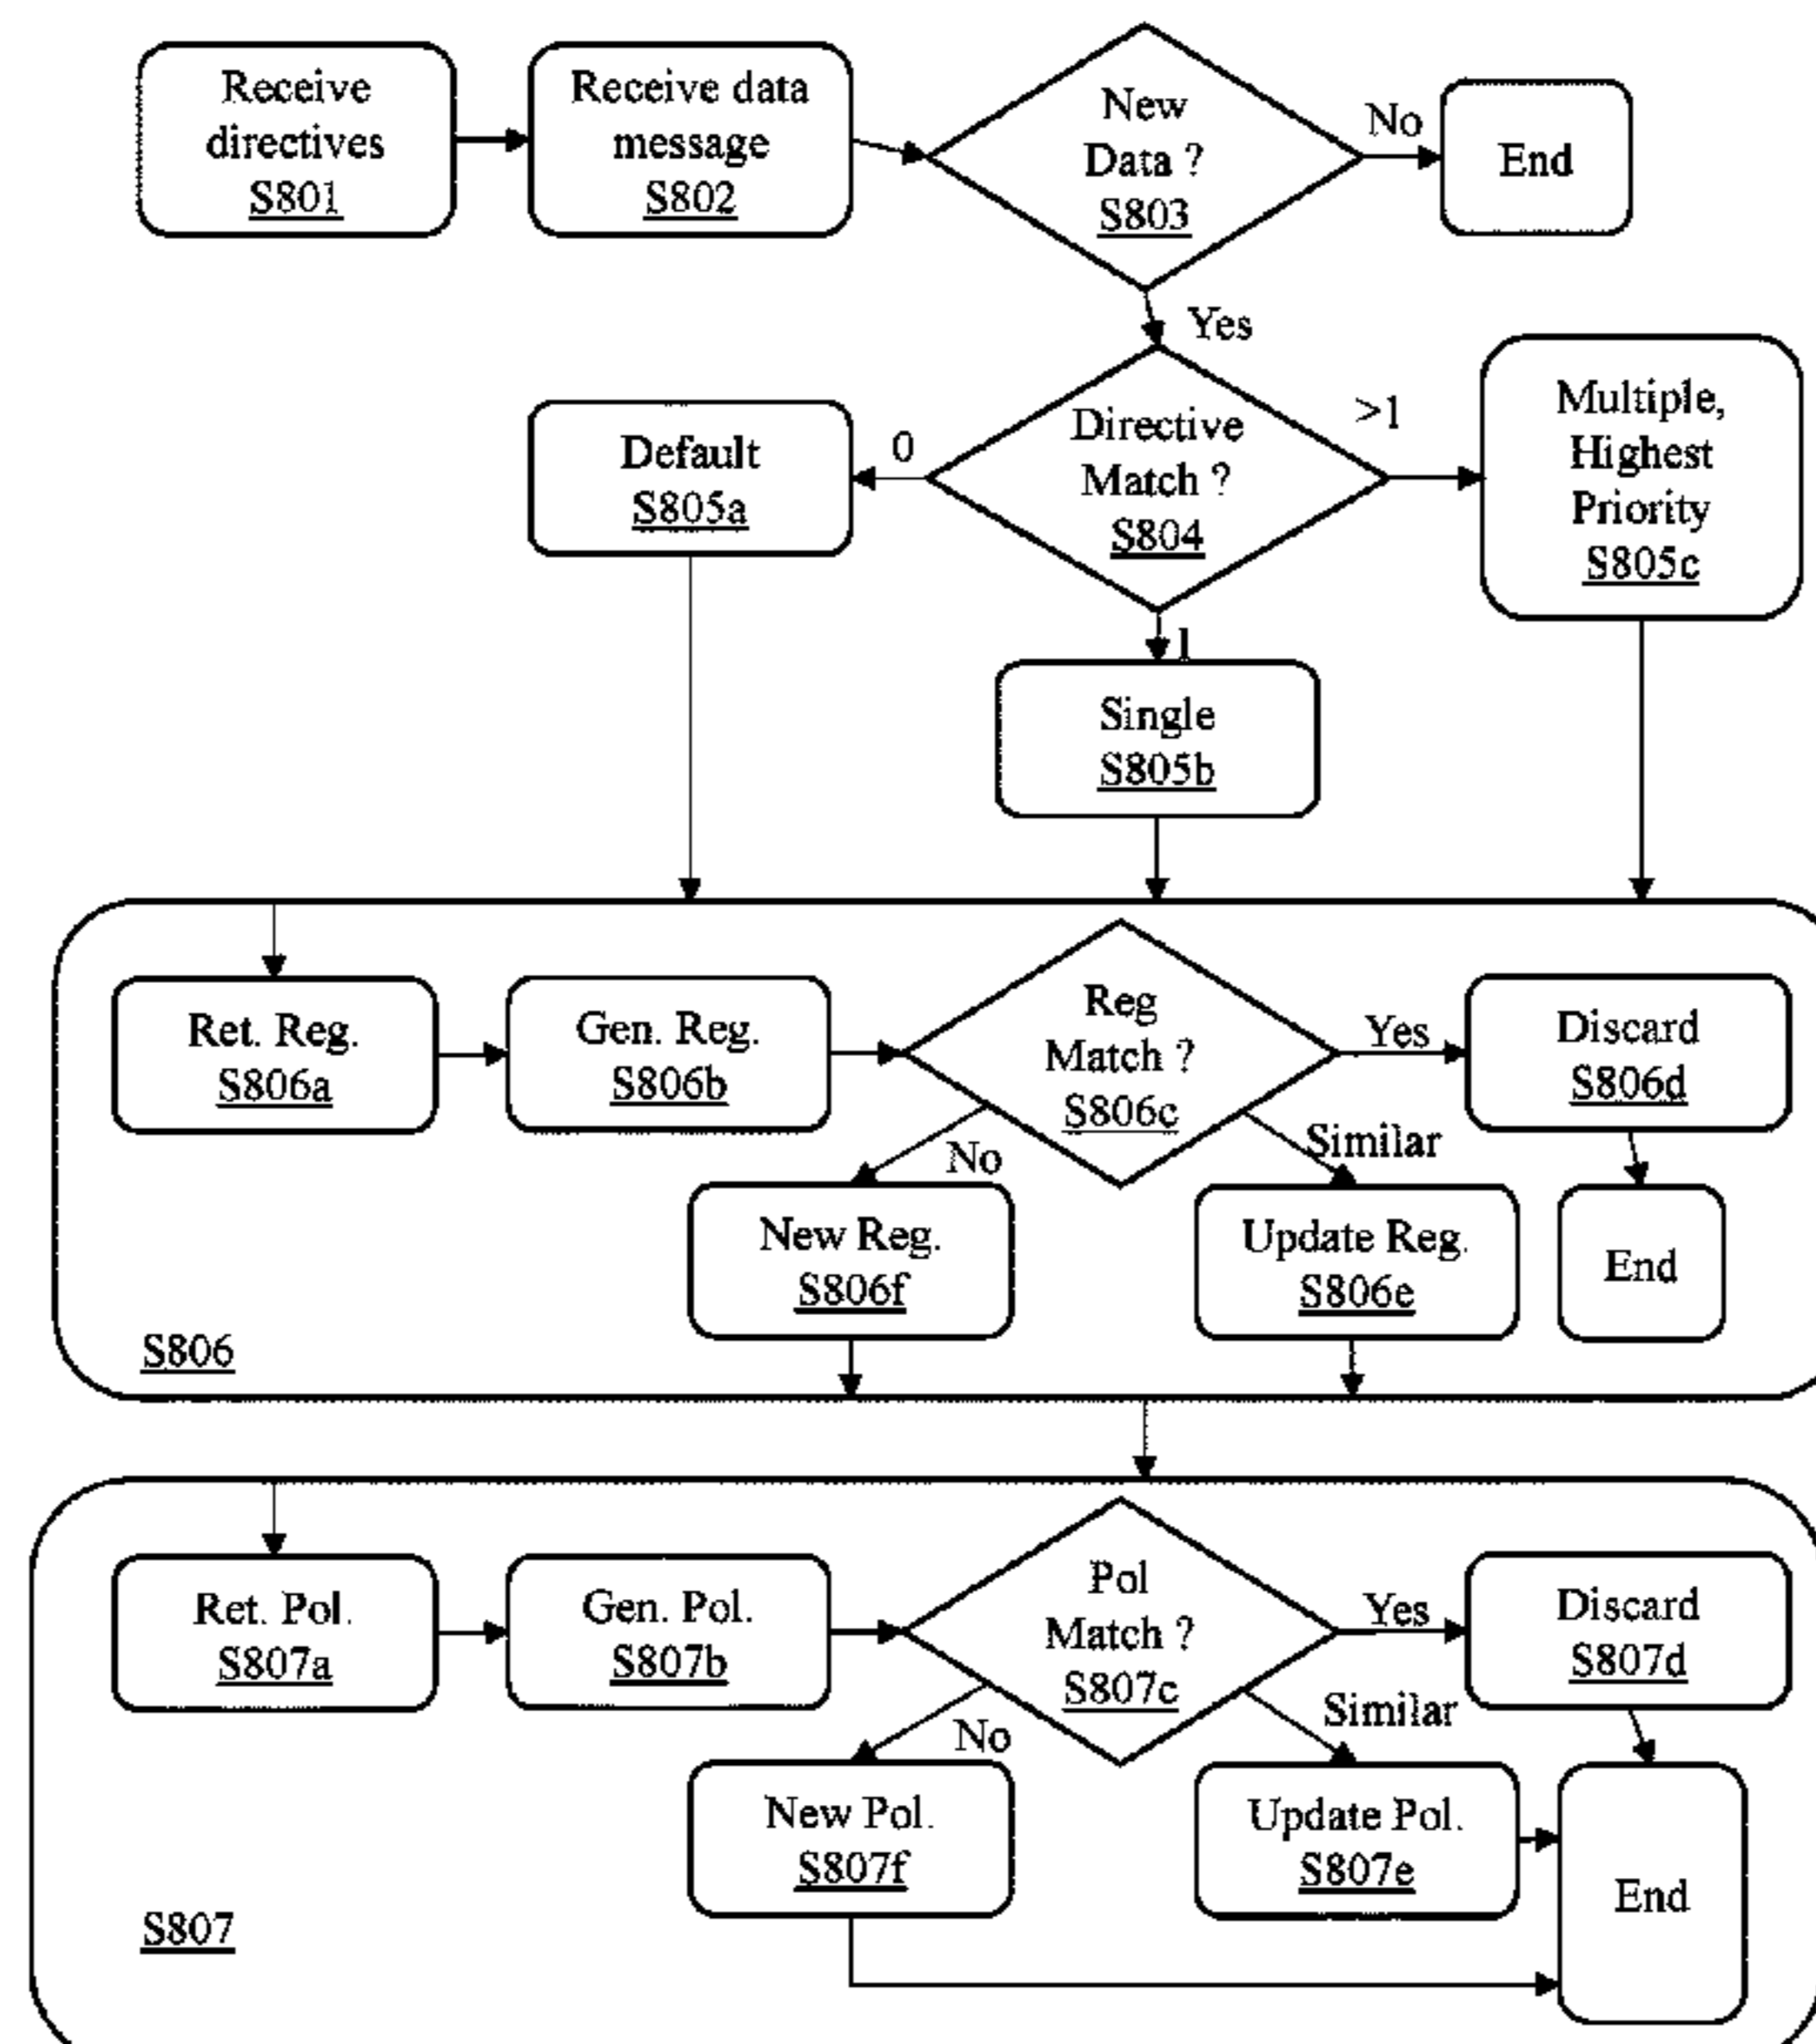 Receive
directives
S801
Receive data
message
S802
New
Data ?
S803
No
End
Yes
Default
S805a
0
Directive
Match ?
S804
>1
Multiple,
Highest
Priority
S805c
1
Single
S805b
Ret. Reg.
S806a
Gen. Reg.
S806b
Reg
Match ?
S806c
Yes
Discard
S806d
No
Similar
New Reg.
S806f
Update Reg.
S806e
End
S806
Ret. Pol.
S807a
Gen. Pol.
S807b
Pol
Match ?
S807c
Yes
Discard
S807d
No
Similar
New Pol.
S807f
Update Pol.
S807e
End
S807